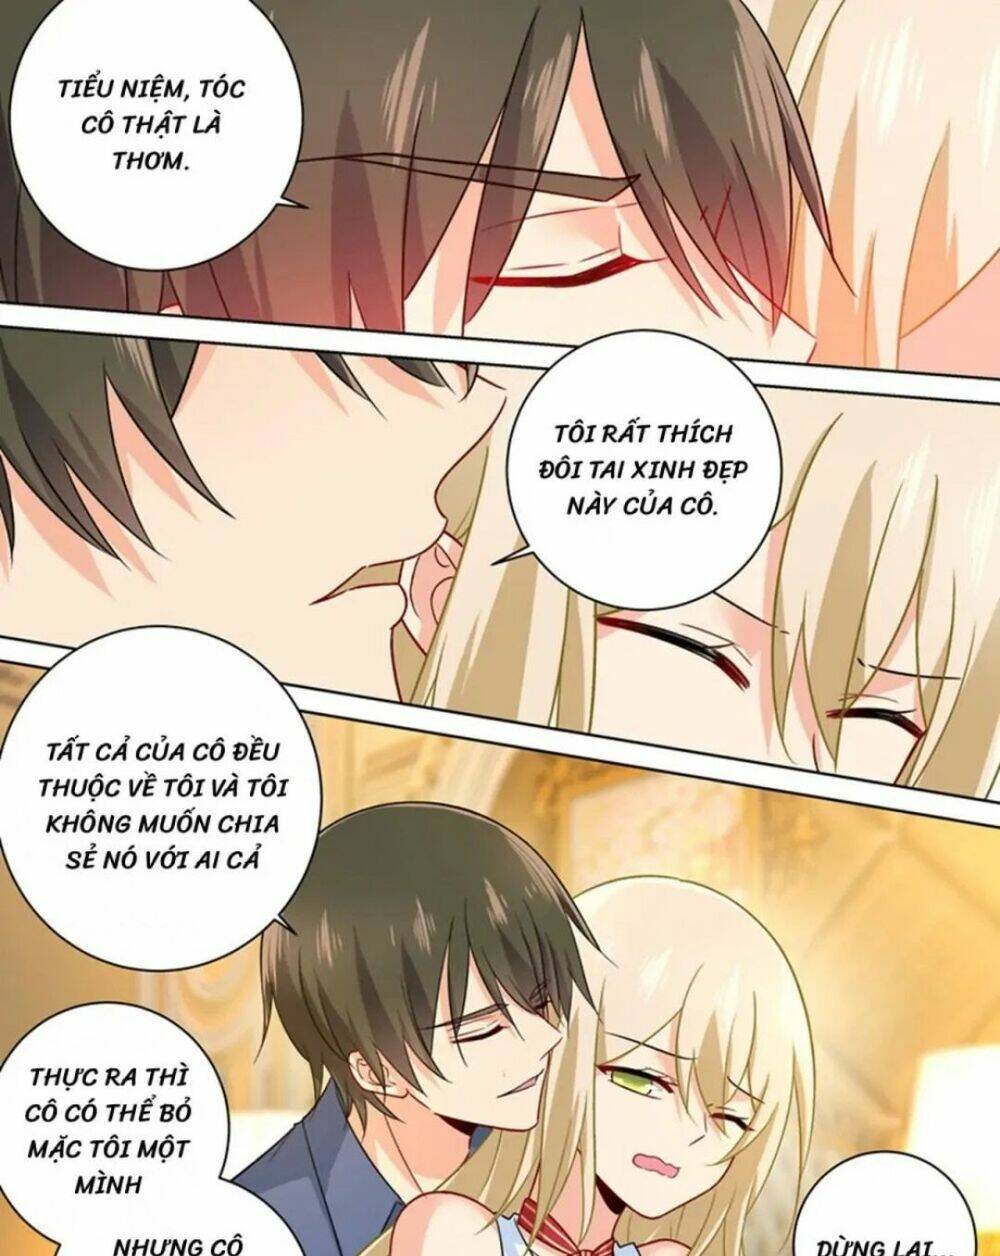 TIỂU NIỆM, TÓC
CÔ THẬT LÀ
THƠM.
TÔI RẤT THÍCH
ĐÔI TAI XINH ĐẸP
NÀY CỦA CÔ.
TẤT CẢ CỦA CÔ ĐỀU
THUỘC VỀ TÔI VÀ TÔI
KHÔNG MUỐN CHIA
SẺ NÓ VỚI AI CẢ
THỰC RA THÌ
CÔ CÓ THỂ BỎ
MẶC TÔI MỘT
MÌNH
NHƯNG CÔ
DỪNG LẠI...